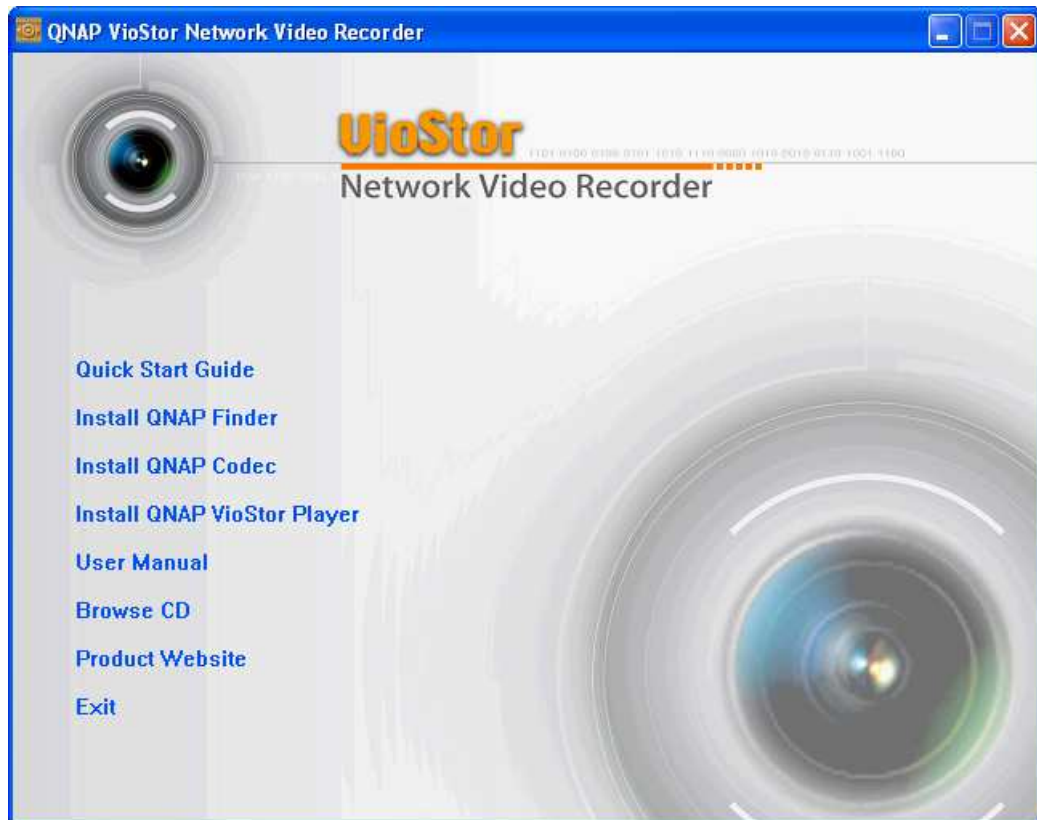 QNAP VioStor Network Video Recorder
VioStor
Network Video Recorder
Quick Start Guide
Install QNAP Finder
Install QNAP Codec
Install QNAP VioStor Player
User Manual
Browse CD
Product Website
Exit